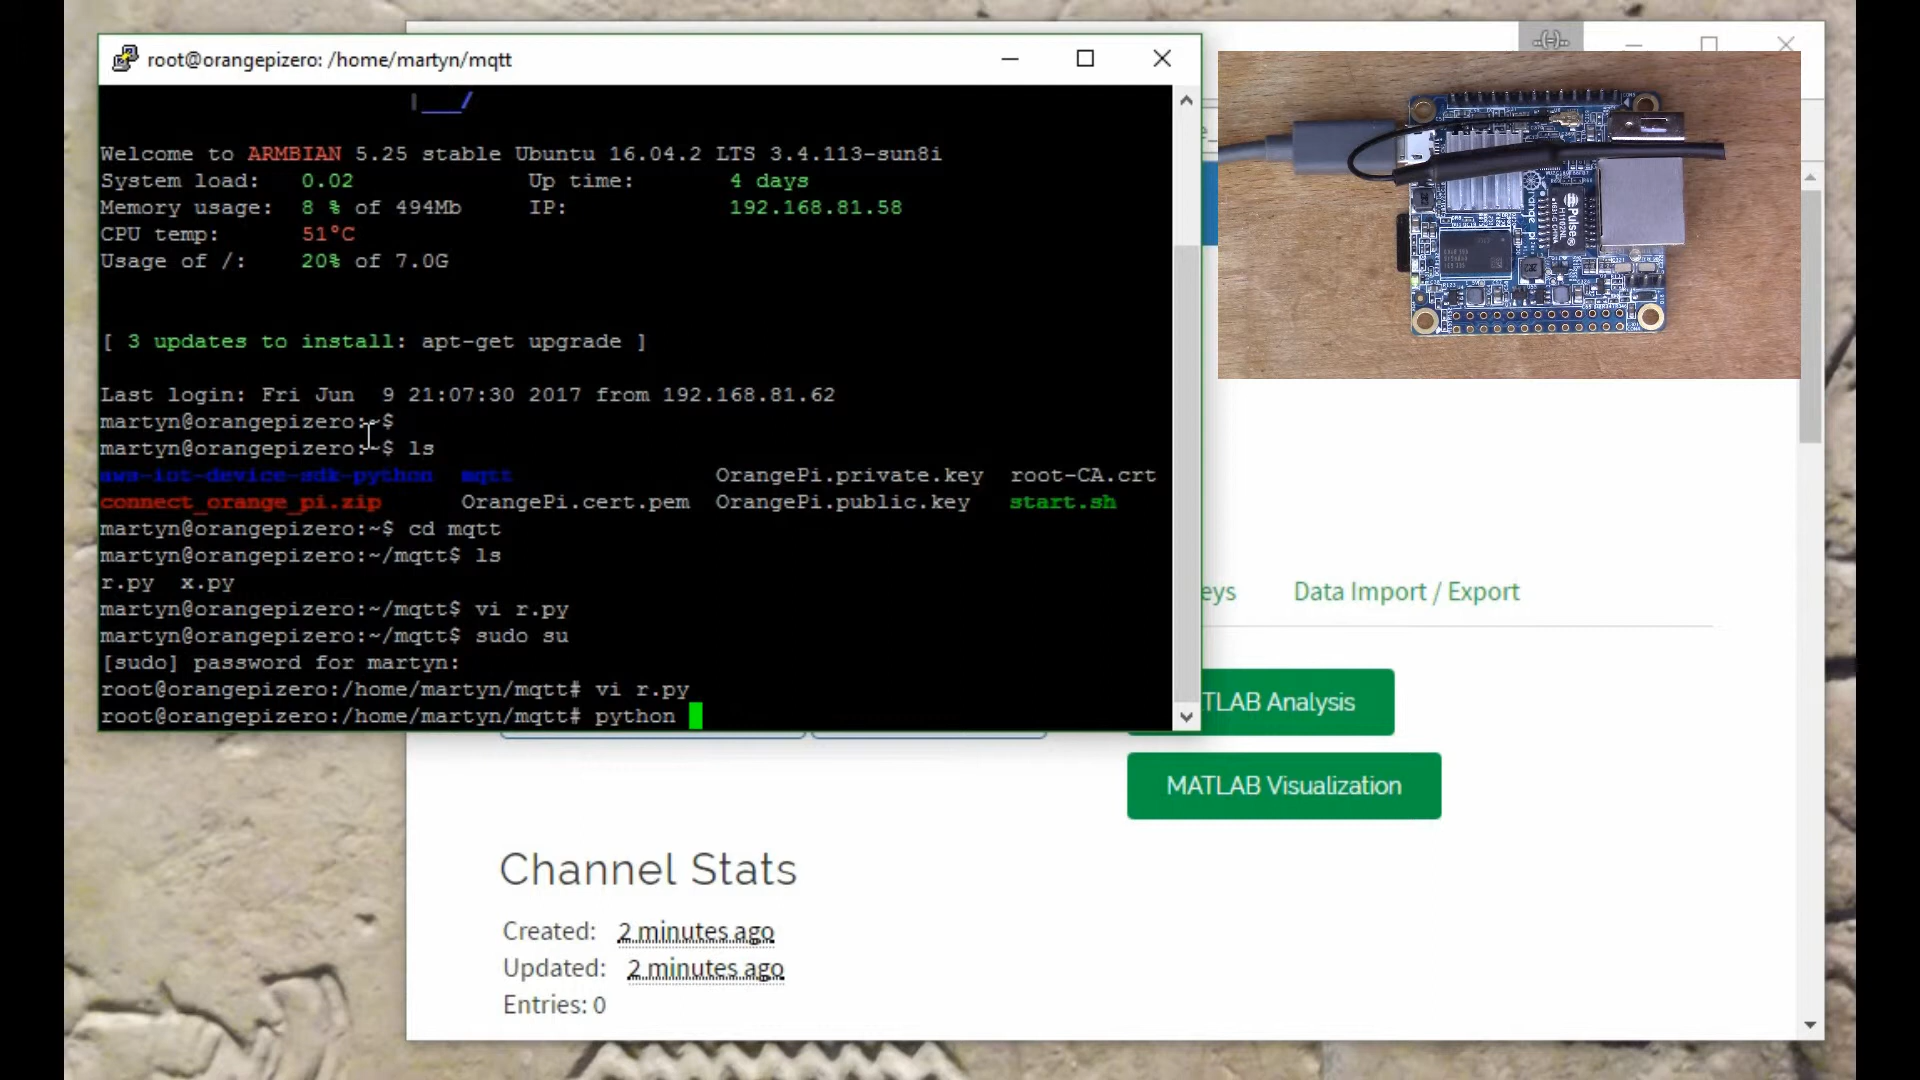 root@orangepizero: /home/martyn/mqtt
Welcome to ARMBIAN 5.25 stable Ubuntu 16.04.2 LTS 3.4.113-sun8i
System load: 0.02 Up time: 4 days
Memory usage: 8 % of 494Mb IP: 192.168.81.58
CPU temp: 51°C
Usage of /: 20% of 7.0G
[ 3 updates to install: apt-get upgrade ]
Last login: Fri Jun 9 21:07:30 2017 from 192.168.81.62
martyn@orangepizero:~$
martyn@orangepizero:~$ ls
aws-iot-device-sdk-python mqtt OrangePi.private.key root-CA.crt
connect_orange_pi.zip OrangePi.cert.pem OrangePi.public.key start.sh
martyn@orangepizero:~$ cd mqtt
martyn@orangepizero:~/mqtt$ ls
r.py x.py
martyn@orangepizero:~/mqtt$ vi r.py
martyn@orangepizero:~/mqtt$ sudo su
[sudo] password for martyn:
root@orangepizero:/home/martyn/mqtt# vi r.py
root@orangepizero:/home/martyn/mqtt# python
Pulse
H1102NL
CHINA
orange pi
eys Data Import / Export
TLAB Analysis
MATLAB Visualization
Channel Stats
Created: 2 minutes ago
Updated: 2 minutes ago
Entries: 0